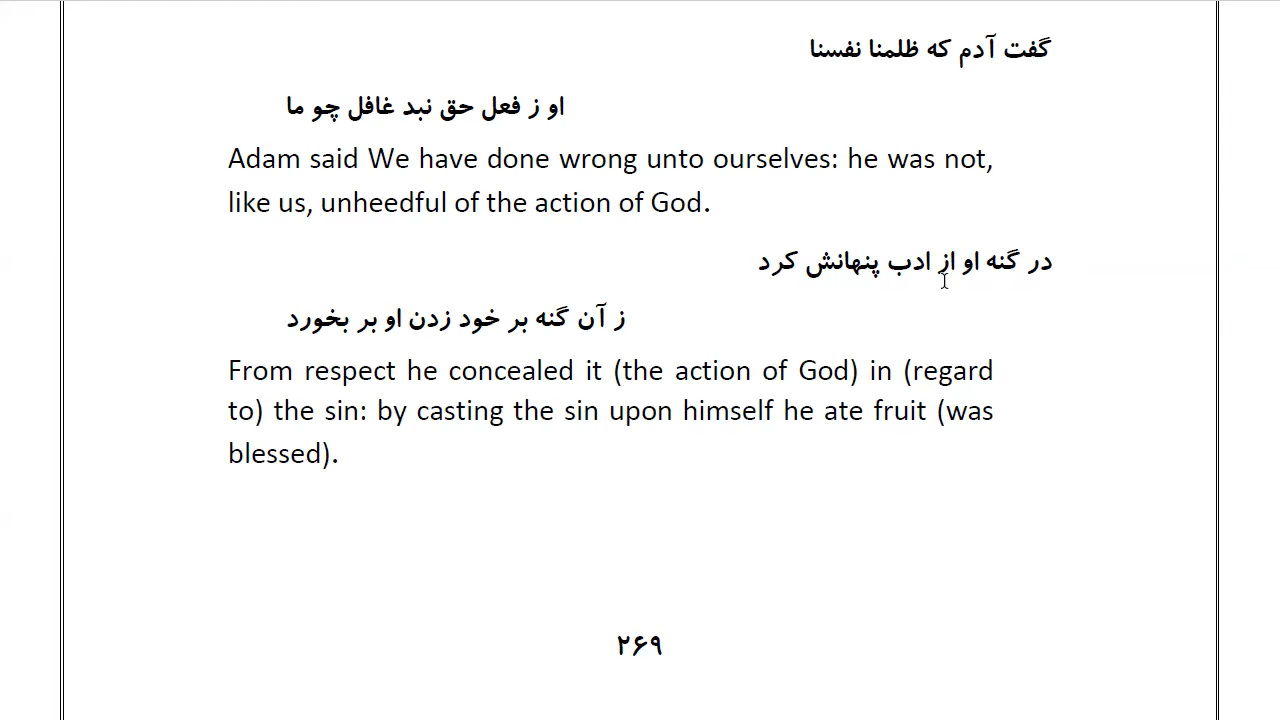 گفت آدم که ظلمنا نفسنا
او ز فعل حق نبد غافل چو ما
Adam said We have done wrong unto ourselves: he was not,
like us, unheedful of the action of God.
در گنه او از ادب پنهانش کرد
ز آن گنه بر خود زدن او بر بخورد
From respect he concealed it (the action of God) in (regard
to) the sin: by casting the sin upon himself he ate fruit (was
blessed).
۲۶۹